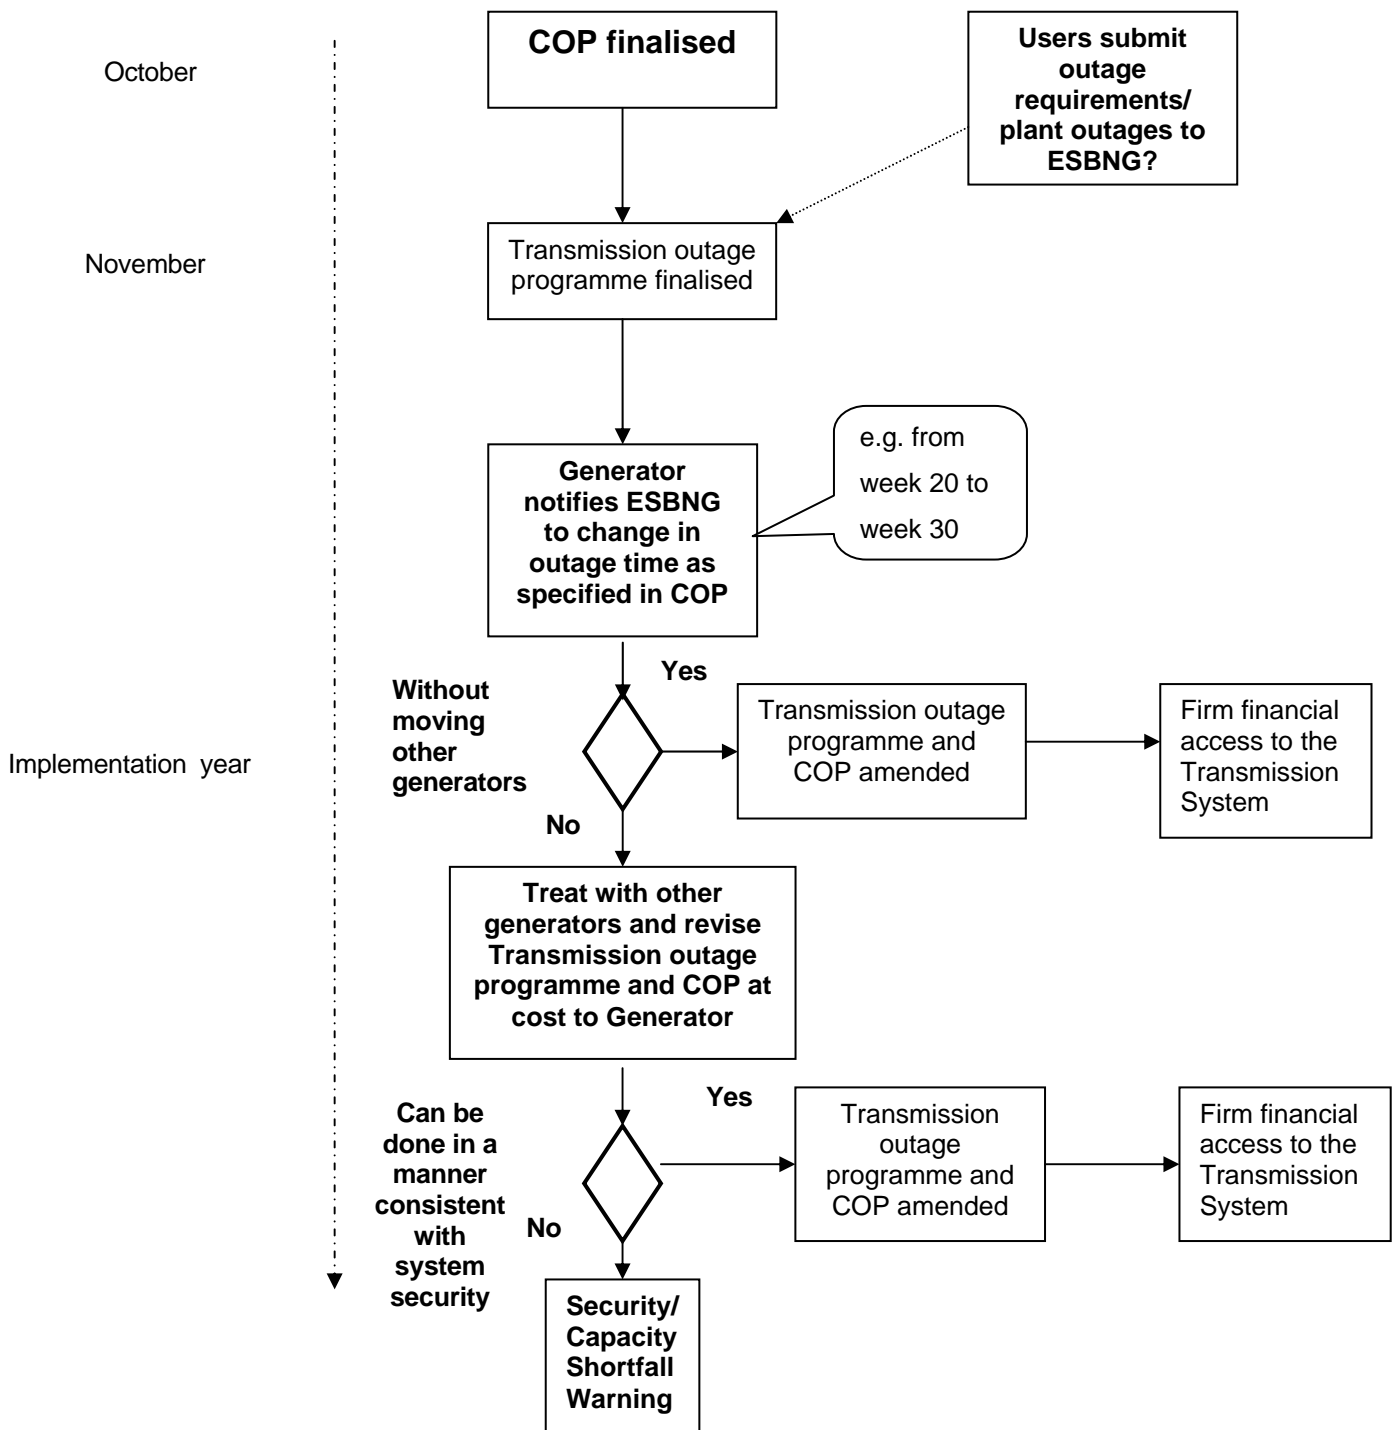 October
COP finalised
Users submit
outage
requirements/
plant outages to
ESBNG?
November
Transmission outage
programme finalised
Generator
notifies ESBNG
to change in
outage time as
specified in COP
e.g. from
week 20 to
week 30
Implementation year
Without
moving
other
generators
Yes
No
Transmission outage
programme and
COP amended
Firm financial
access to the
Transmission
System
Treat with other
generators and revise
Transmission outage
programme and COP at
cost to Generator
Can be
done in a
manner
consistent
with
system
security
Yes
No
Transmission
outage
programme and
COP amended
Firm financial
access to the
Transmission
System
Security/
Capacity
Shortfall
Warning